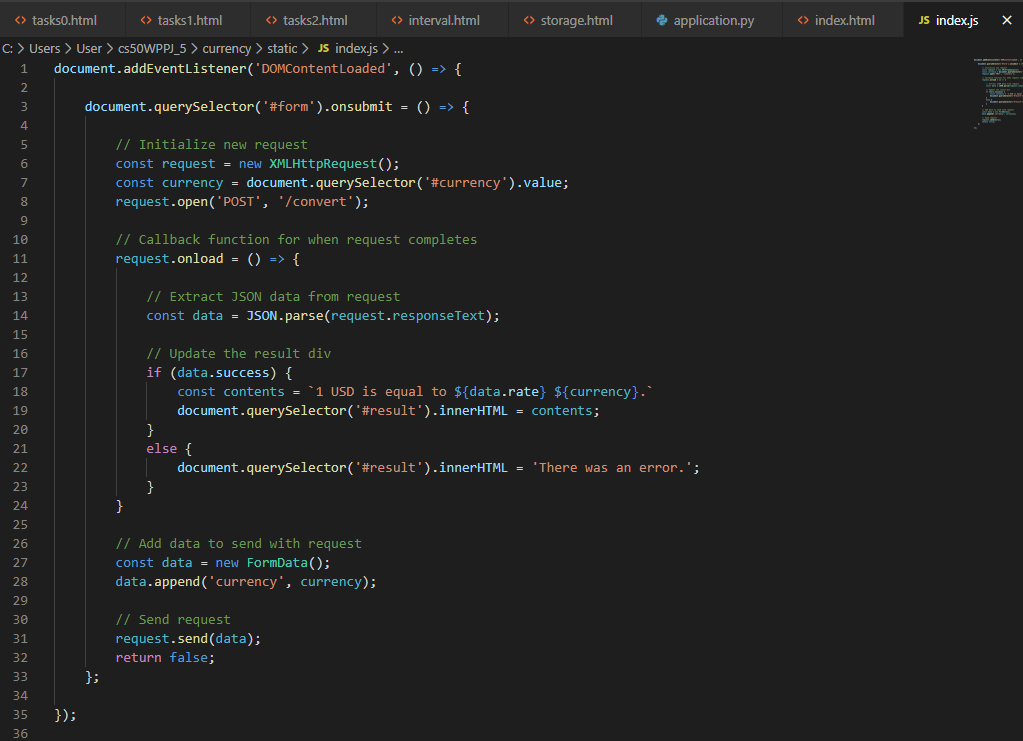 tasks0.html tasks1.html tasks2.html interval.html storage.html application.py index.html JS index.js
C: > Users > User > cs50WPPJ_5 > currency > static > JS index.js > ...
1 document.addEventListener('DOMContentLoaded', () => {
2
3 document.querySelector('#form').onsubmit = () => {
4
5 // Initialize new request
6 const request = new XMLHttpRequest();
7 const currency = document.querySelector('#currency').value;
8 request.open('POST', '/convert');
9
10 // Callback function for when request completes
11 request.onload = () => {
12
13 // Extract JSON data from request
14 const data = JSON.parse(request.responseText);
15
16 // Update the result div
17 if (data.success) {
18 const contents = `1 USD is equal to ${data.rate} ${currency}.`
19 document.querySelector('#result').innerHTML = contents;
20 }
21 else {
22 document.querySelector('#result').innerHTML = 'There was an error.';
23 }
24 }
25
26 // Add data to send with request
27 const data = new FormData();
28 data.append('currency', currency);
29
30 // Send request
31 request.send(data);
32 return false;
33 };
34
35 });
36